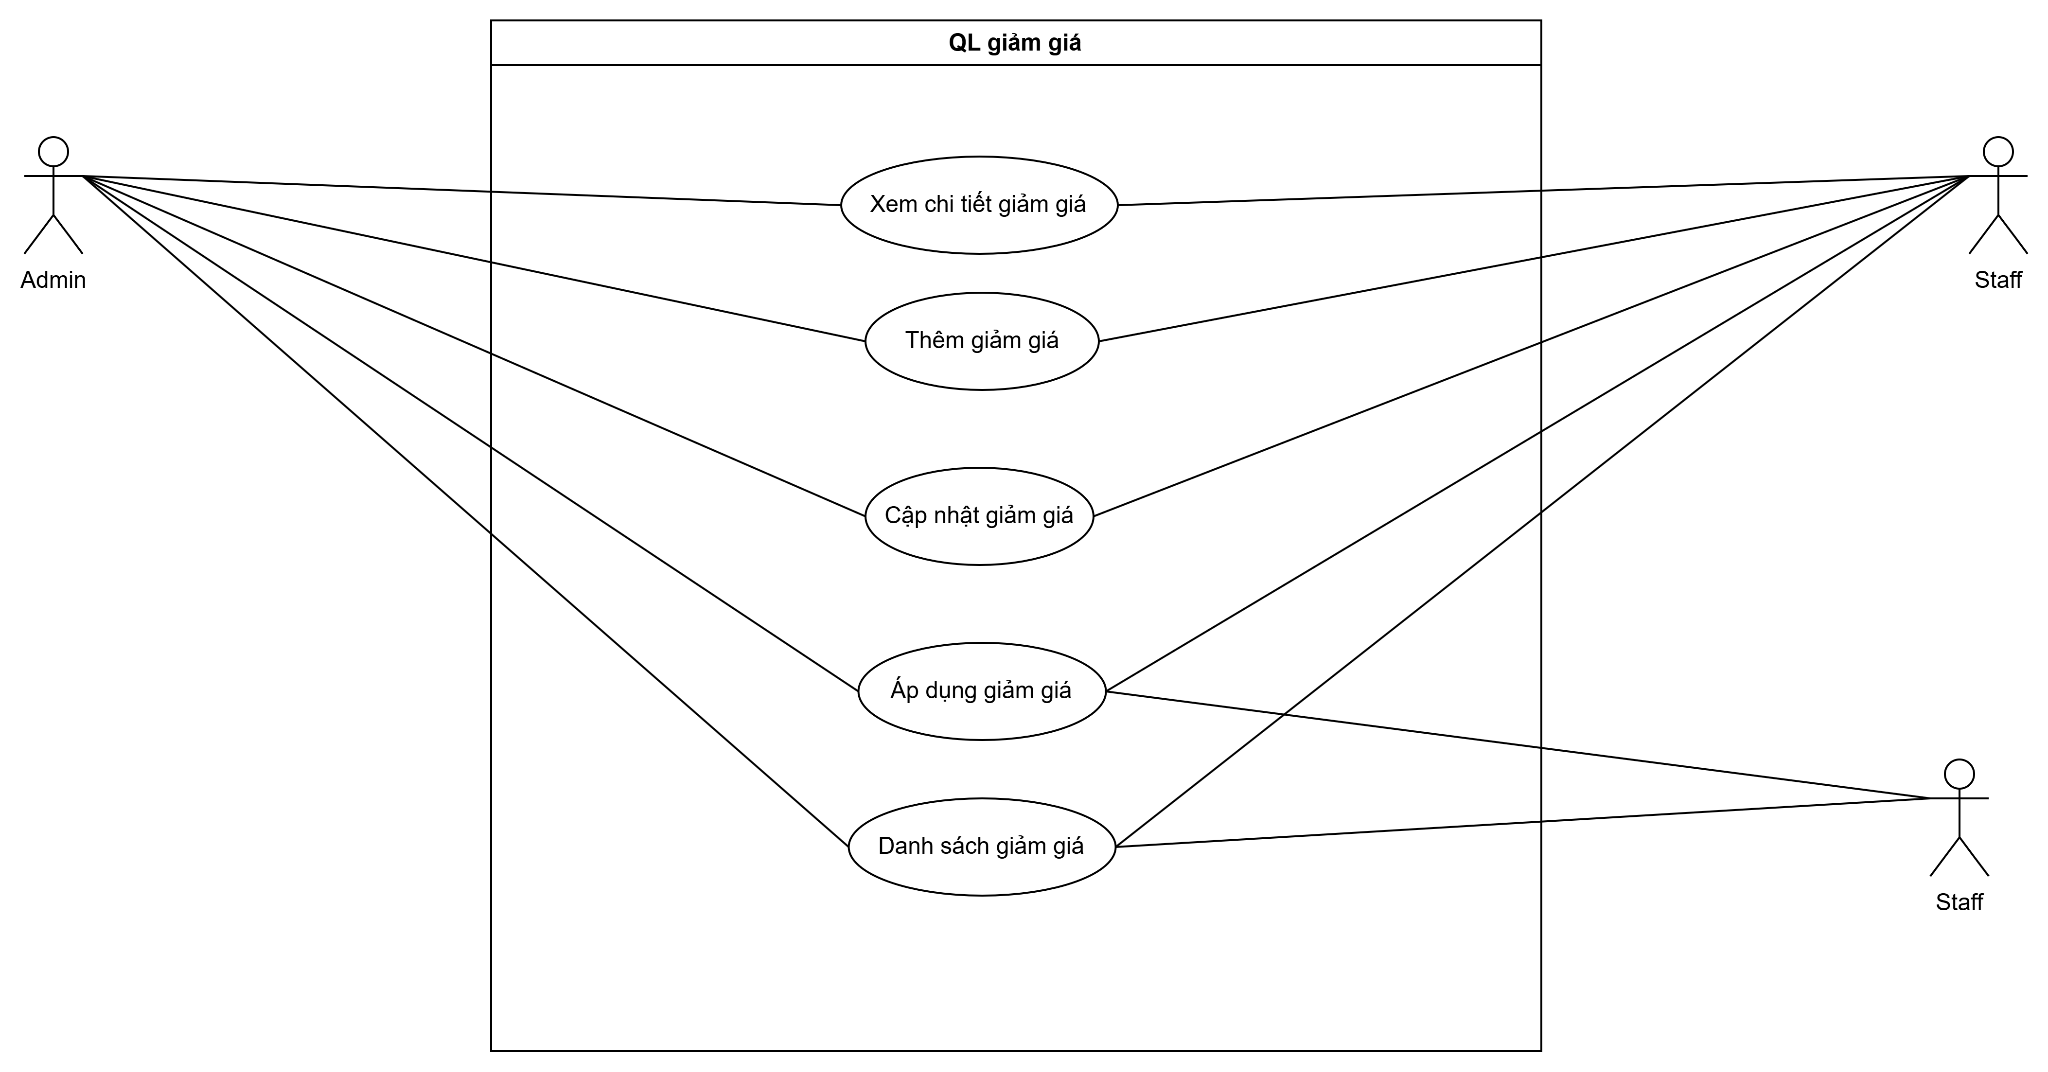 QL giảm giá
Admin
Xem chi tiết giảm giá
Staff
Thêm giảm giá
Cập nhật giảm giá
Áp dụng giảm giá
Danh sách giảm giá
Staff